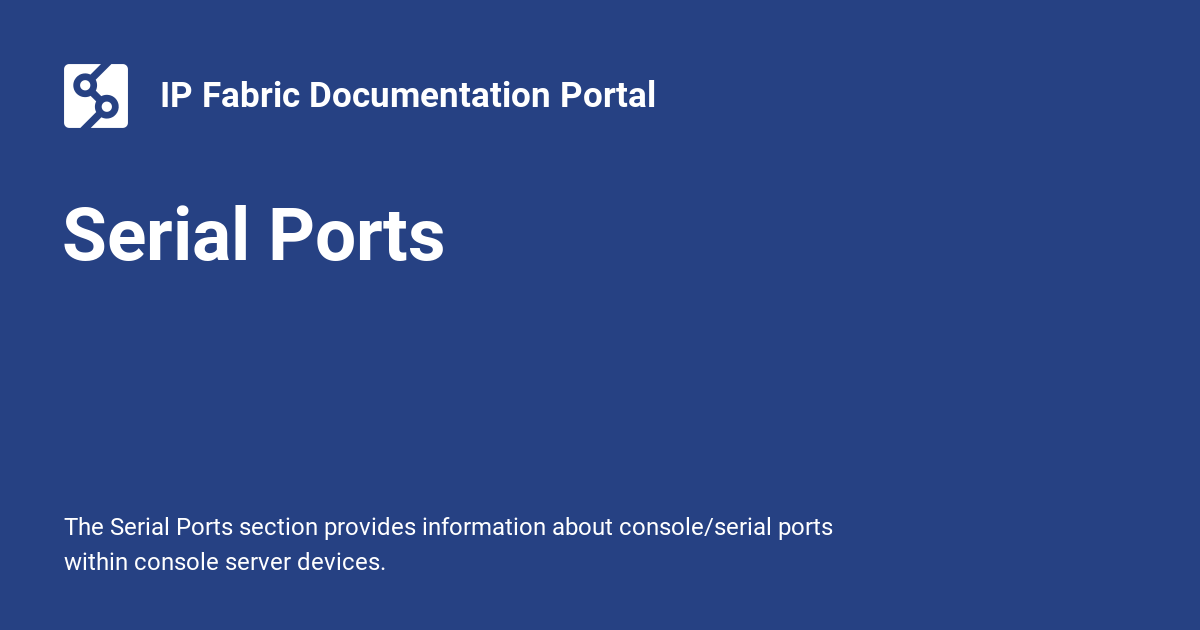 IP Fabric Documentation Portal
Serial Ports
The Serial Ports section provides information about console/serial ports
within console server devices.